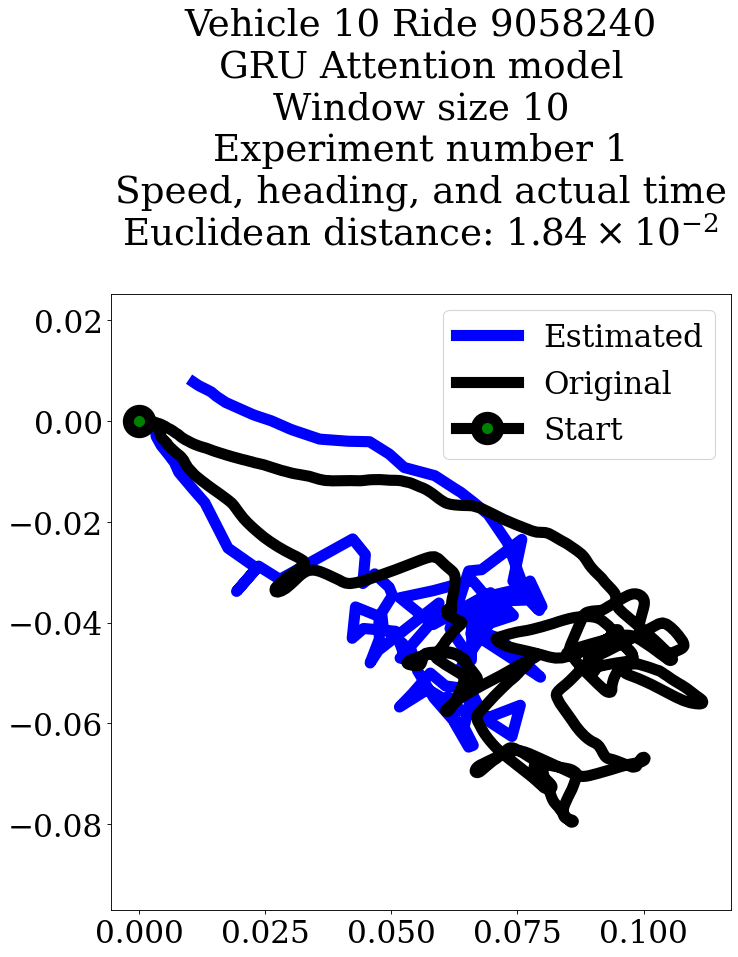 Vehicle 10 Ride 9058240
GRU Attention model
Window size 10
Experiment number 1
Speed, heading, and actual time
Euclidean distance: 1.84 × 10⁻²
Estimated
Original
Start
0.02
0.00
−0.02
−0.04
−0.06
−0.08
0.000 0.025 0.050 0.075 0.100